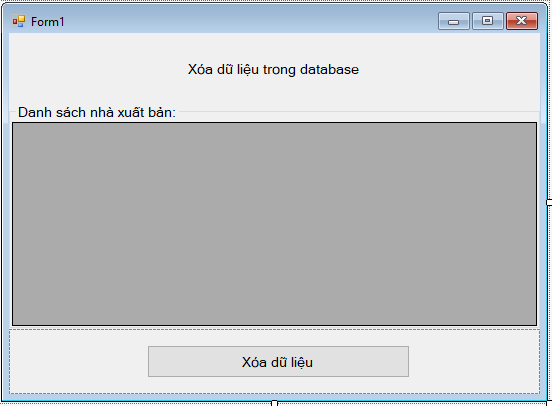 Form1
Xóa dữ liệu trong database
Danh sách nhà xuất bản:
Xóa dữ liệu